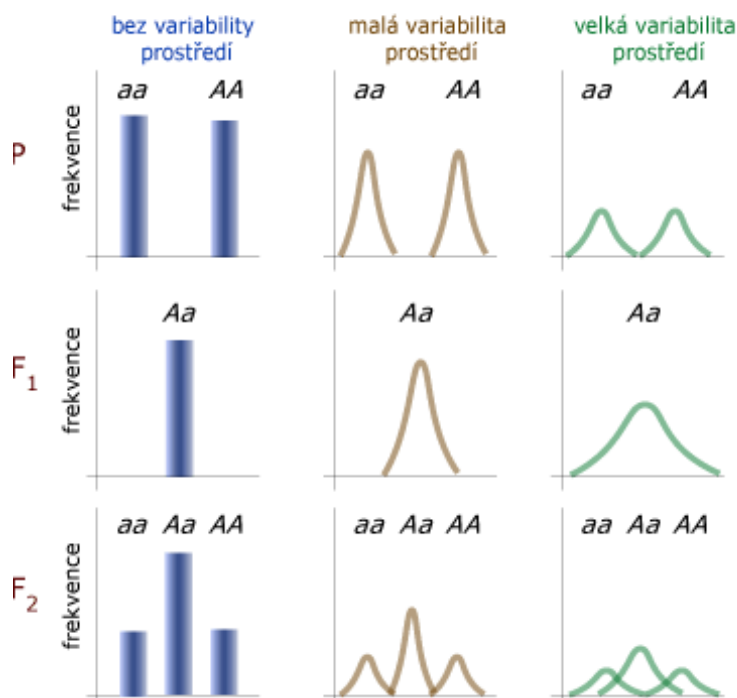 bez variability
prostředí
malá variabilita
prostředí
velká variabilita
prostředí
P
frekvence
aa AA
aa AA
aa AA
F1
frekvence
Aa
Aa
Aa
F2
frekvence
aa Aa AA
aa Aa AA
aa Aa AA